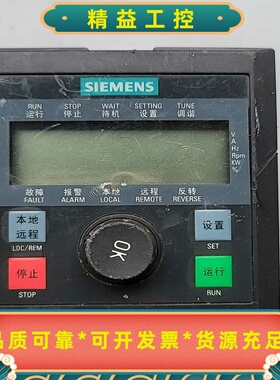 精益工控
SIEMENS
RUN STOP WAIT SETTING TUNE
运行 停止 待机 设置 调谐
V
A
Hz
Rpm
KW
%
故障 报警 本地 远程 反转
FAULT ALARM LOCAL REMOTE REVERSE
本地
远程
LOC/REM
设置
SET
OK
停止
STOP
运行
RUN
品质可靠*可开发票*货源充足